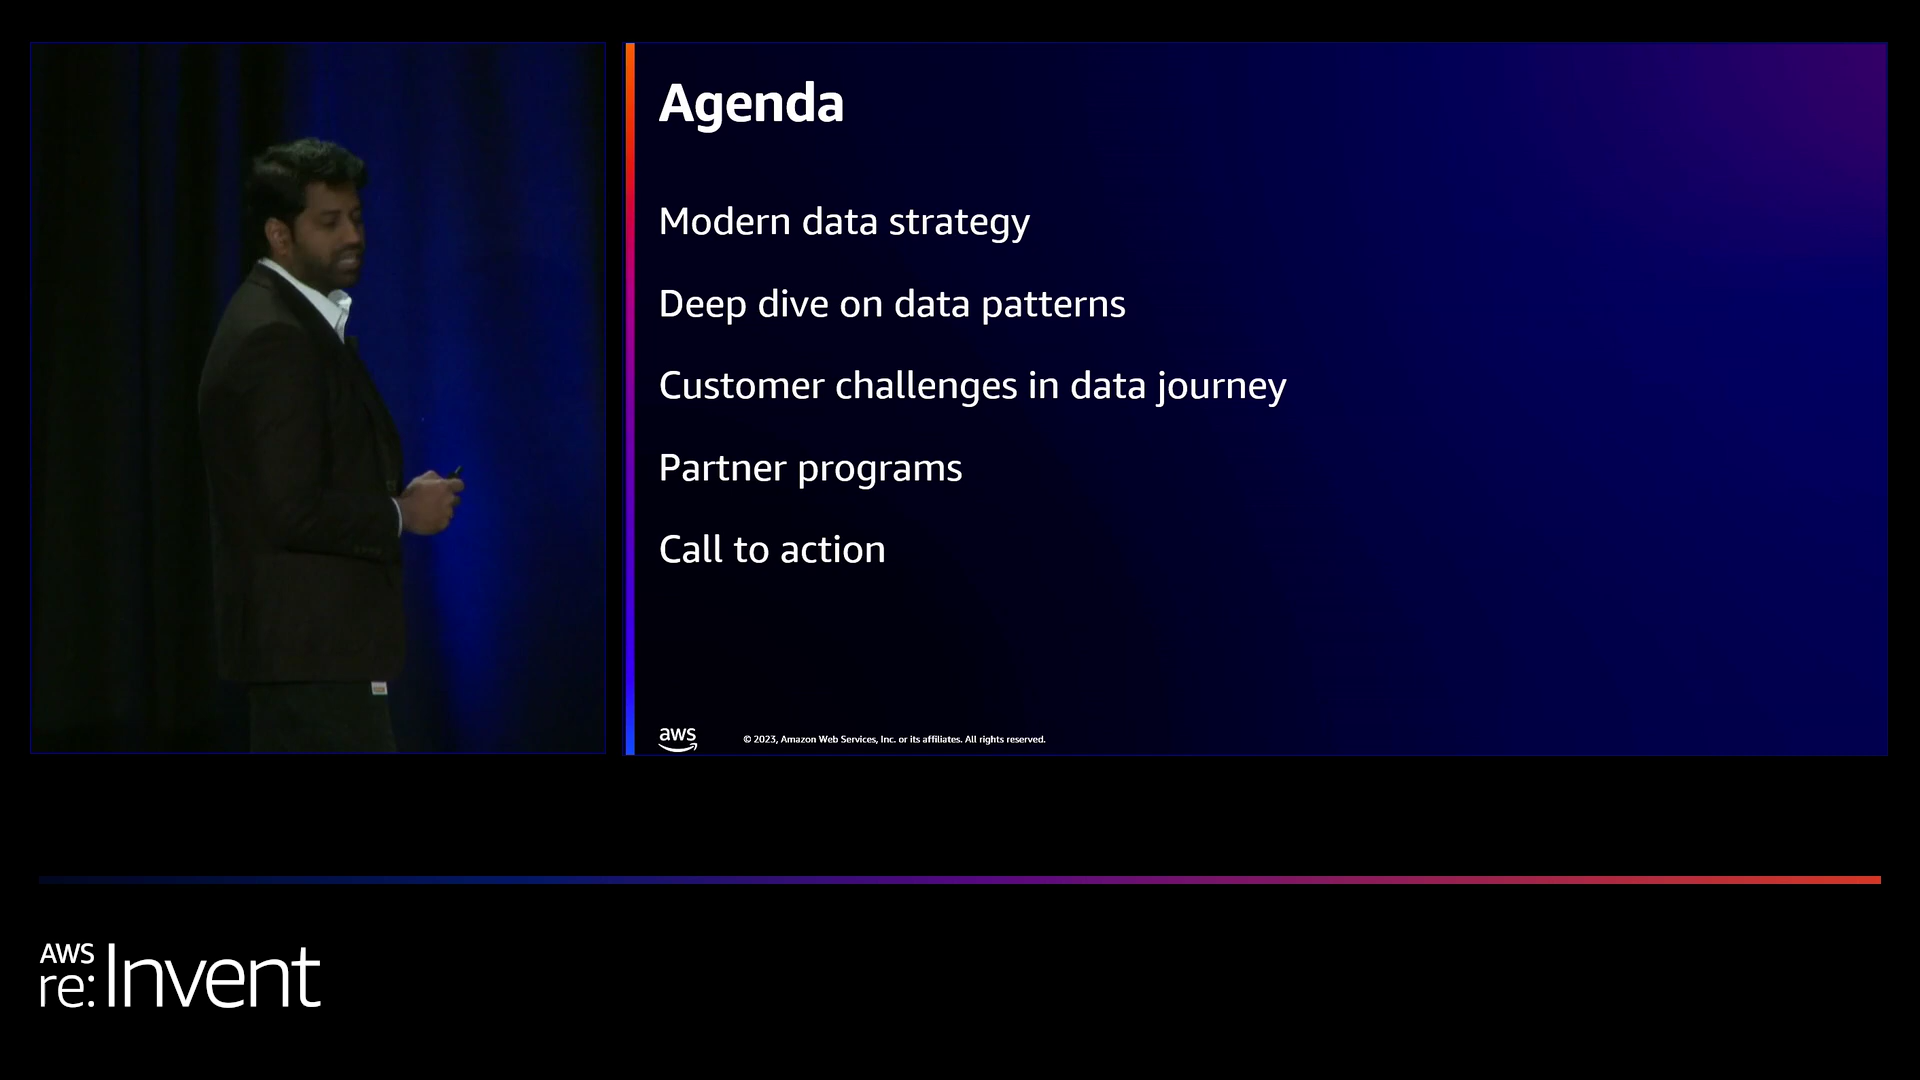 Agenda
Modern data strategy
Deep dive on data patterns
Customer challenges in data journey
Partner programs
Call to action
aws
© 2023, Amazon Web Services, Inc. or its affiliates. All rights reserved.
AWS
re:Invent